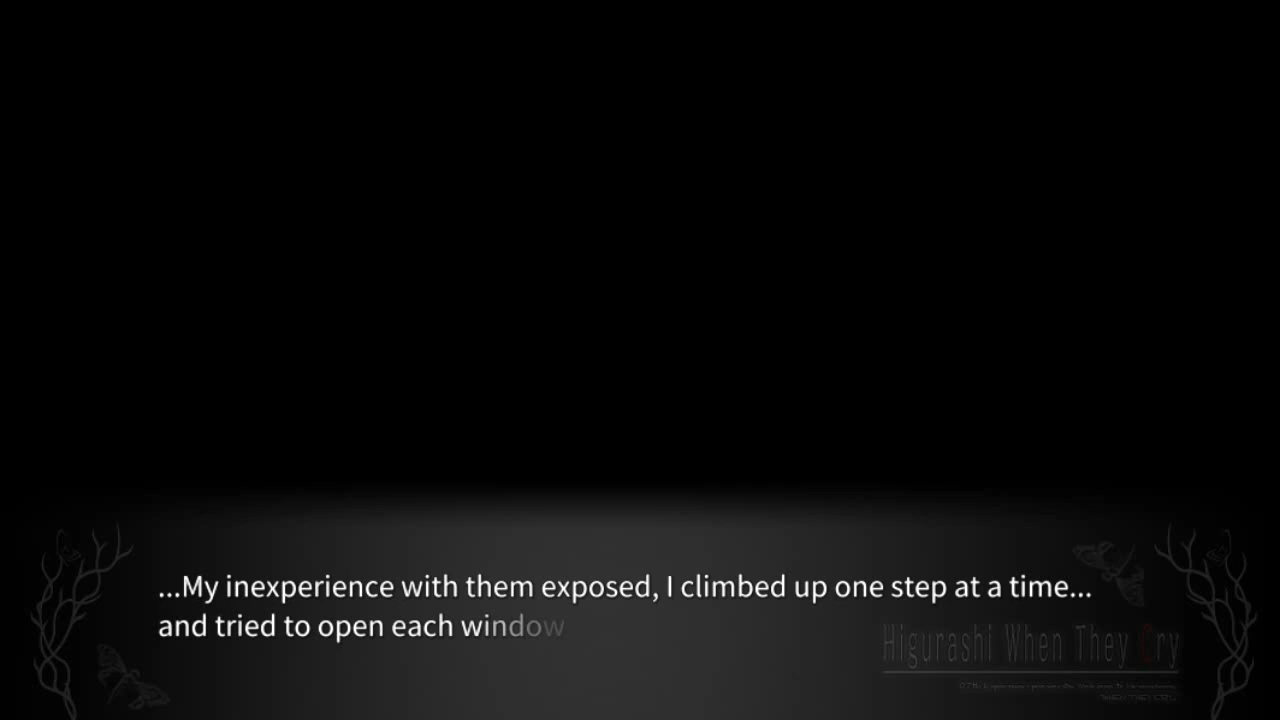 ...My inexperience with them exposed, I climbed up one step at a time...
and tried to open each window
Higurashi When They Cry